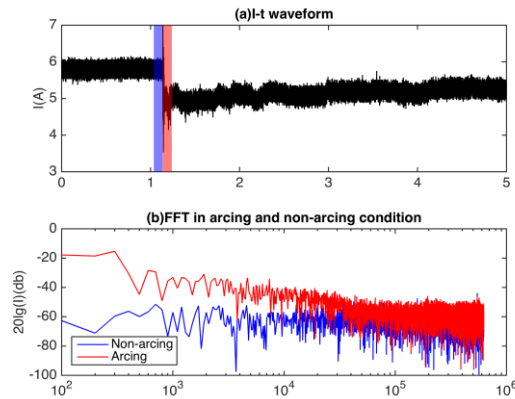 (a)I-t waveform
7
6
5
4
3
I(A)
0 1 2 3 4 5
(b)FFT in arcing and non-arcing condition
0
-20
-40
-60
-80
-100
20lg(I)(db)
Non-arcing
Arcing
10^2 10^3 10^4 10^5 10^6